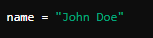 name = "John Doe"